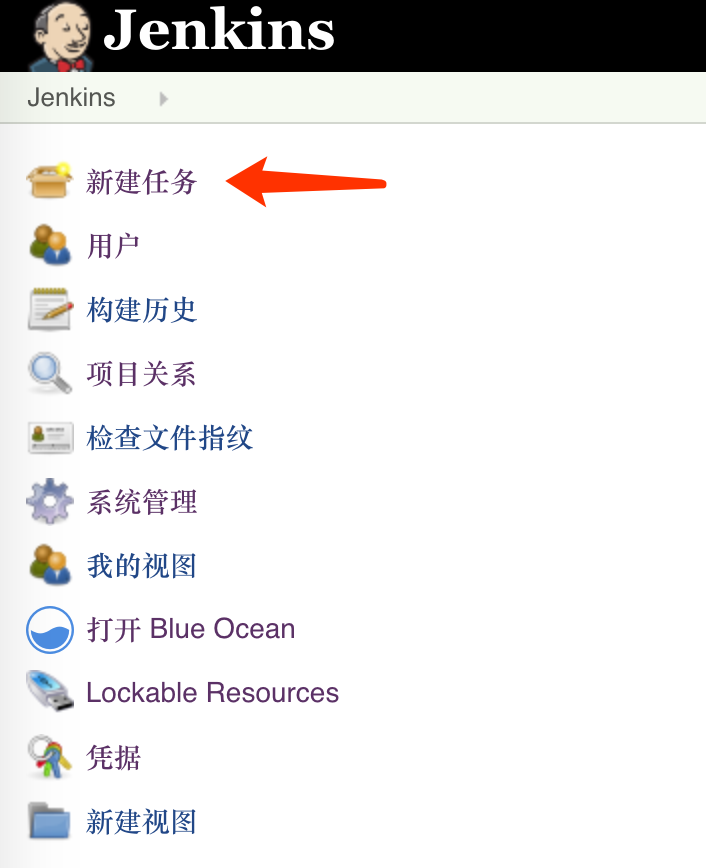 Jenkins
Jenkins
新建任务
用户
构建历史
项目关系
检查文件指纹
系统管理
我的视图
打开 Blue Ocean
Lockable Resources
凭据
新建视图